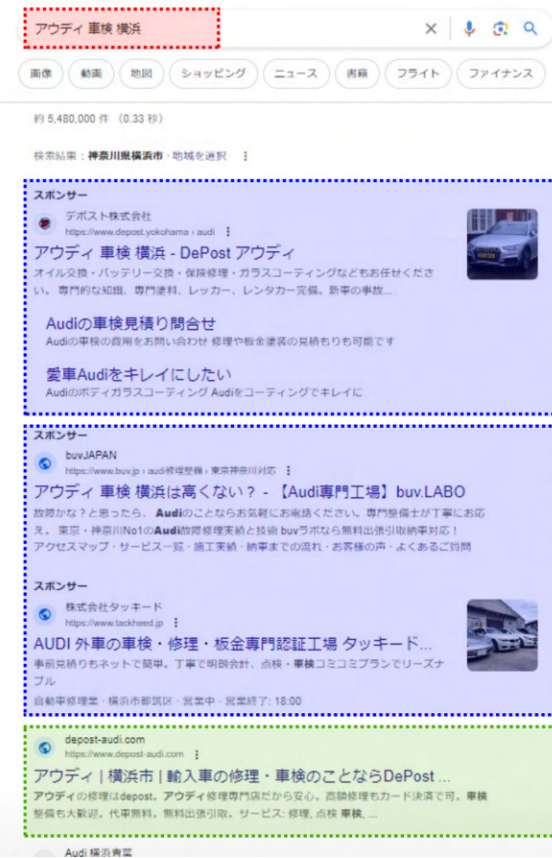 アウディ 車検 横浜
画像 動画 地図 ショッピング ニュース 書籍 フライト ファイナンス
約 5,480,000 件 (0.33 秒)
検索結果：神奈川県横浜市・地域を選択
スポンサー
デポスト株式会社
https://www.depost.yokohama › audi
アウディ 車検 横浜 - DePost アウディ
オイル交換・バッテリー交換・保険修理・ガラスコーティングなどもお任せくださ
い。専門的な知識、専門塗料、レッカー、レンタカー完備。新車の事故...
Audiの車検見積り問合せ
Audiの車検の費用をお問い合わせ 修理や板金塗装の見積もりも可能です
愛車Audiをキレイにしたい
Audiのボディガラスコーティング Audiをコーティングでキレイに
スポンサー
buvJAPAN
https://www.buv.jp › audi修理整備 › 東京神奈川対応
アウディ 車検 横浜は高くない？ - 【Audi専門工場】buv.LABO
故障かな？と思ったら、Audiのことならお気軽にお電話ください。専門整備士が丁寧にお応
え。東京・神奈川No1のAudi故障修理実績と技術 buvラボなら無料出張引取納車対応！
アクセスマップ・サービス一覧・施工実績・納車までの流れ・お客様の声・よくあるご質問
スポンサー
株式会社タッキード
https://www.tackheed.jp
AUDI 外車の車検・修理・板金専門認証工場 タッキード...
事前見積りもネットで簡単。丁寧で明朗会計、点検・車検コミコミプランでリーズナ
ブル
自動車修理業・横浜市都筑区・営業中・営業終了: 18:00
depost-audi.com
https://www.depost-audi.com
アウディ | 横浜市 | 輸入車の修理・車検のことならDePost ...
アウディの修理はdepost。アウディ修理専門店だから安心。高額修理もカード決済で可。車検
整備も大歓迎。代車無料。無料出張引取。サービス: 修理, 点検 車検, ...
Audi 横浜青葉